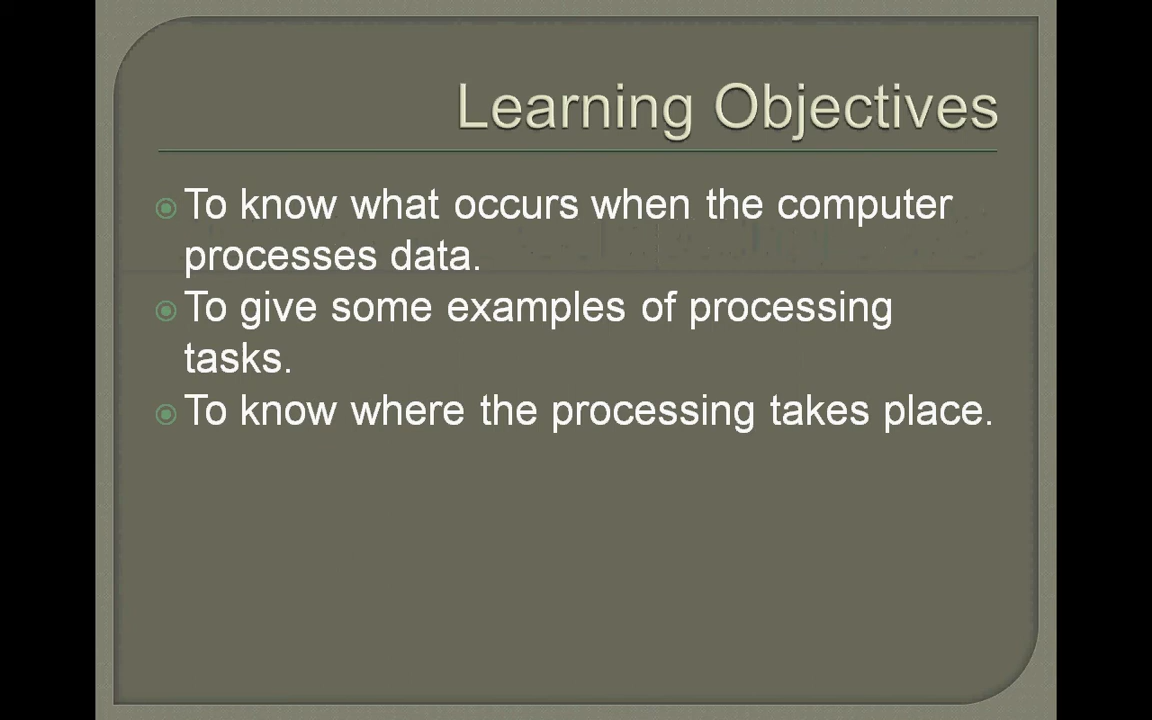 Learning Objectives
To know what occurs when the computer
processes data.
To give some examples of processing
tasks.
To know where the processing takes place.